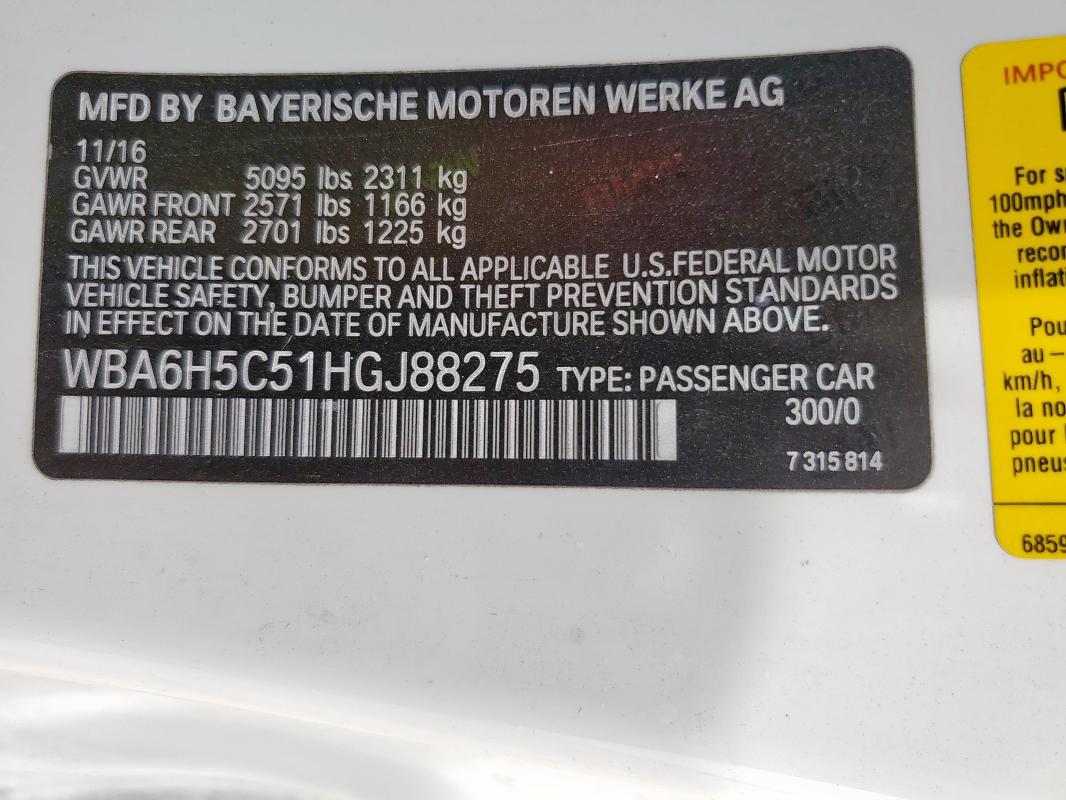 MFD BY BAYERISCHE MOTOREN WERKE AG
11/16
GVWR 5095 lbs 2311 kg
GAWR FRONT 2571 lbs 1166 kg
GAWR REAR 2701 lbs 1225 kg
THIS VEHICLE CONFORMS TO ALL APPLICABLE U.S.FEDERAL MOTOR
VEHICLE SAFETY, BUMPER AND THEFT PREVENTION STANDARDS
IN EFFECT ON THE DATE OF MANUFACTURE SHOWN ABOVE.
WBA6H5C51HGJ88275 TYPE: PASSENGER CAR
300/0
7 315 814
IMPO
For s
100mph
the Own
recor
inflat
Pou
au –
km/h,
la no
pour
pneus
6859